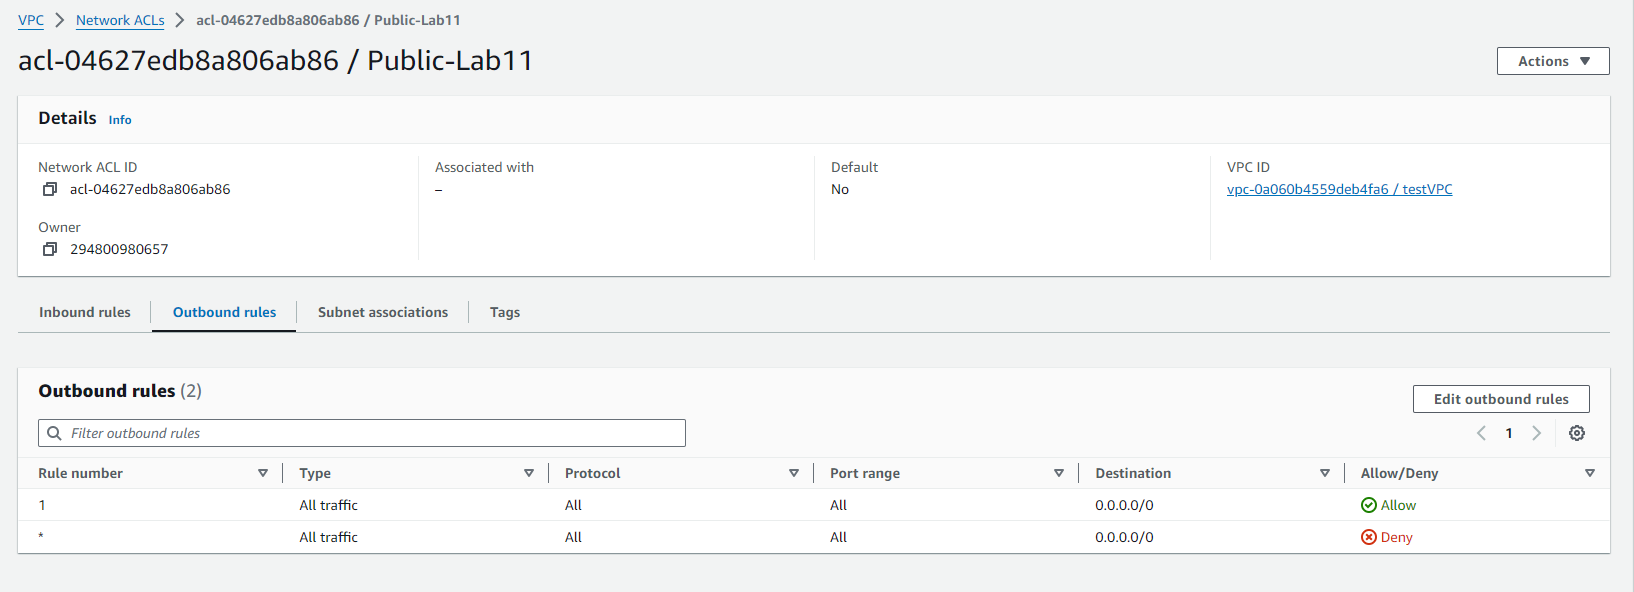 VPC > Network ACLs > acl-04627edb8a806ab86 / Public-Lab11
acl-04627edb8a806ab86 / Public-Lab11
Actions
Details Info
Network ACL ID
acl-04627edb8a806ab86
Associated with
–
Default
No
VPC ID
vpc-0a060b4559deb4fa6 / testVPC
Owner
294800980657
Inbound rules Outbound rules Subnet associations Tags
Outbound rules (2)
Edit outbound rules
Filter outbound rules
1
Rule number Type Protocol Port range Destination Allow/Deny
1 All traffic All All 0.0.0.0/0 Allow
* All traffic All All 0.0.0.0/0 Deny